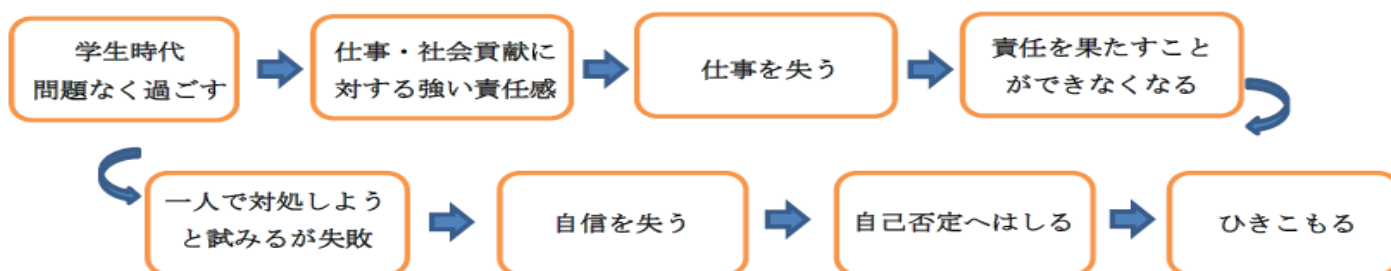 学生時代
問題なく過ごす
仕事・社会貢献に
対する強い責任感
仕事を失う
責任を果たすこと
ができなくなる
一人で対処しよう
と試みるが失敗
自信を失う
自己否定へはしる
ひきこもる